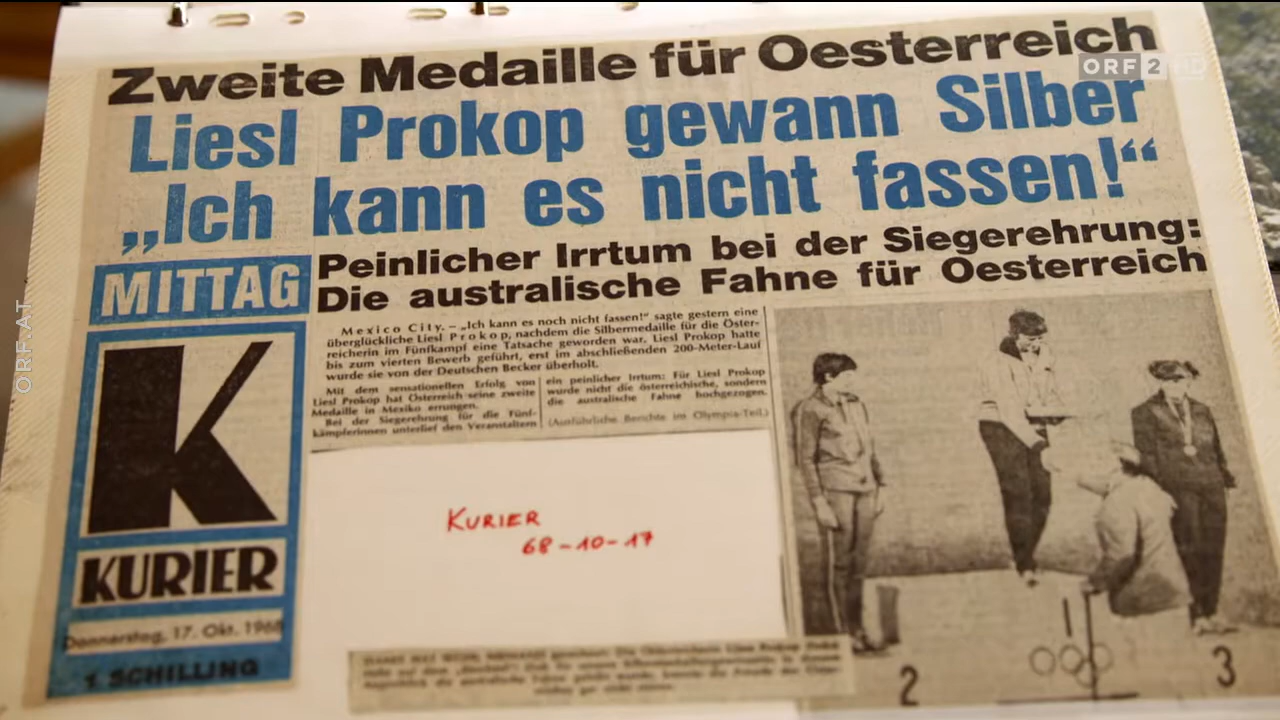 Zweite Medaille für Oesterreich
ORF 2 HD
Liesl Prokop gewann Silber
„Ich kann es nicht fassen!“
Peinlicher Irrtum bei der Siegerehrung:
Die australische Fahne für Oesterreich
MITTAG
K
KURIER
Donnerstag, 17. Okt. 1968
1 SCHILLING
Mexico City. – „Ich kann es noch nicht fassen!“ sagte gestern eine
überglückliche Liesl Prokop, nachdem die Silbermedaille für die Öster-
reicherin im Fünfkampf eine Tatsache geworden war. Liesl Prokop hatte
bis zum vierten Bewerb geführt, erst im abschließenden 200-Meter-Lauf
wurde sie von der Deutschen Becker überholt.
Mit dem sensationellen Erfolg von
Liesl Prokop hat Österreich seine zweite
Medaille in Mexiko errungen.
Bei der Siegerehrung für die Fünf-
kämpferinnen unterlief den Veranstaltern
ein peinlicher Irrtum: Für Liesl Prokop
wurde nicht die österreichische, sondern
die australische Fahne hochgezogen.
(Ausführliche Berichte im Olympia-Teil.)
KURIER
68-10-17
2
1
3
ORF.AT